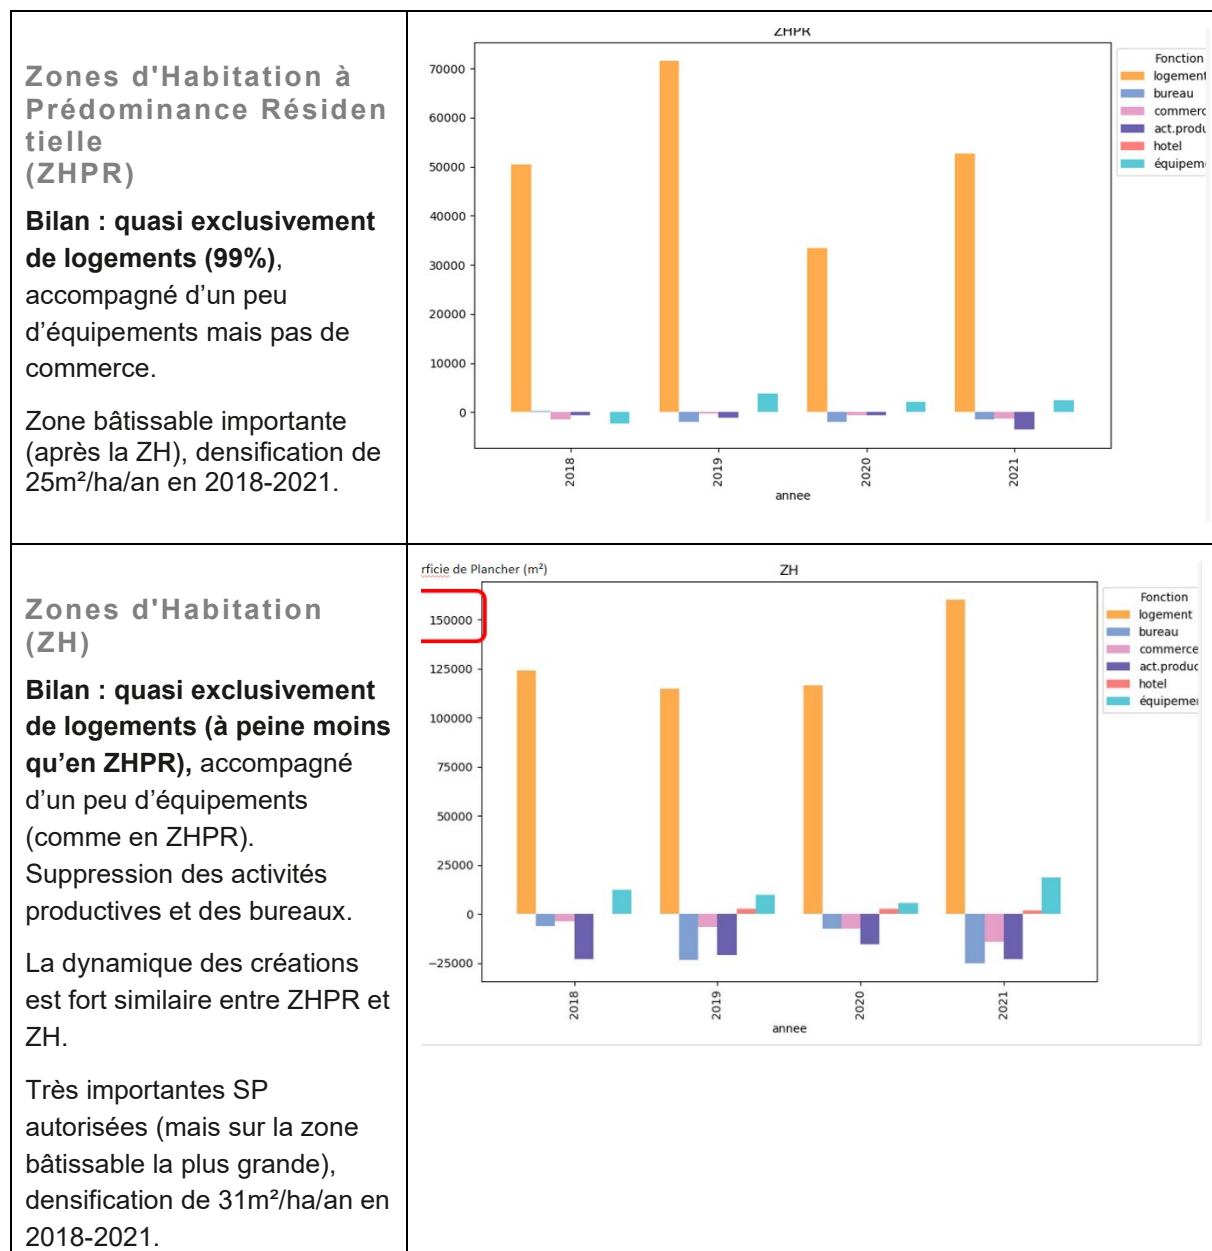 Zones d'Habitation à
Prédominance Résiden
tielle
(ZHPR)
Bilan : quasi exclusivement
de logements (99%),
accompagné d'un peu
d'équipements mais pas de
commerce.
Zone bâtissable importante
(après la ZH), densification de
25m²/ha/an en 2018-2021.
ZHPR
70000
60000
50000
40000
30000
20000
10000
0
2018
2019
2020
2021
annee
Fonction
logement
bureau
commerc
act.produ
hotel
équipem
Zones d'Habitation
(ZH)
Bilan : quasi exclusivement
de logements (à peine moins
qu'en ZHPR), accompagné
d'un peu d'équipements
(comme en ZHPR).
Suppression des activités
productives et des bureaux.
La dynamique des créations
est fort similaire entre ZHPR et
ZH.
Très importantes SP
autorisées (mais sur la zone
bâtissable la plus grande),
densification de 31m²/ha/an en
2018-2021.
rficie de Plancher (m²)
ZH
150000
125000
100000
75000
50000
25000
0
−25000
2018
2019
2020
2021
annee
Fonction
logement
bureau
commerce
act.produc
hotel
équipeme